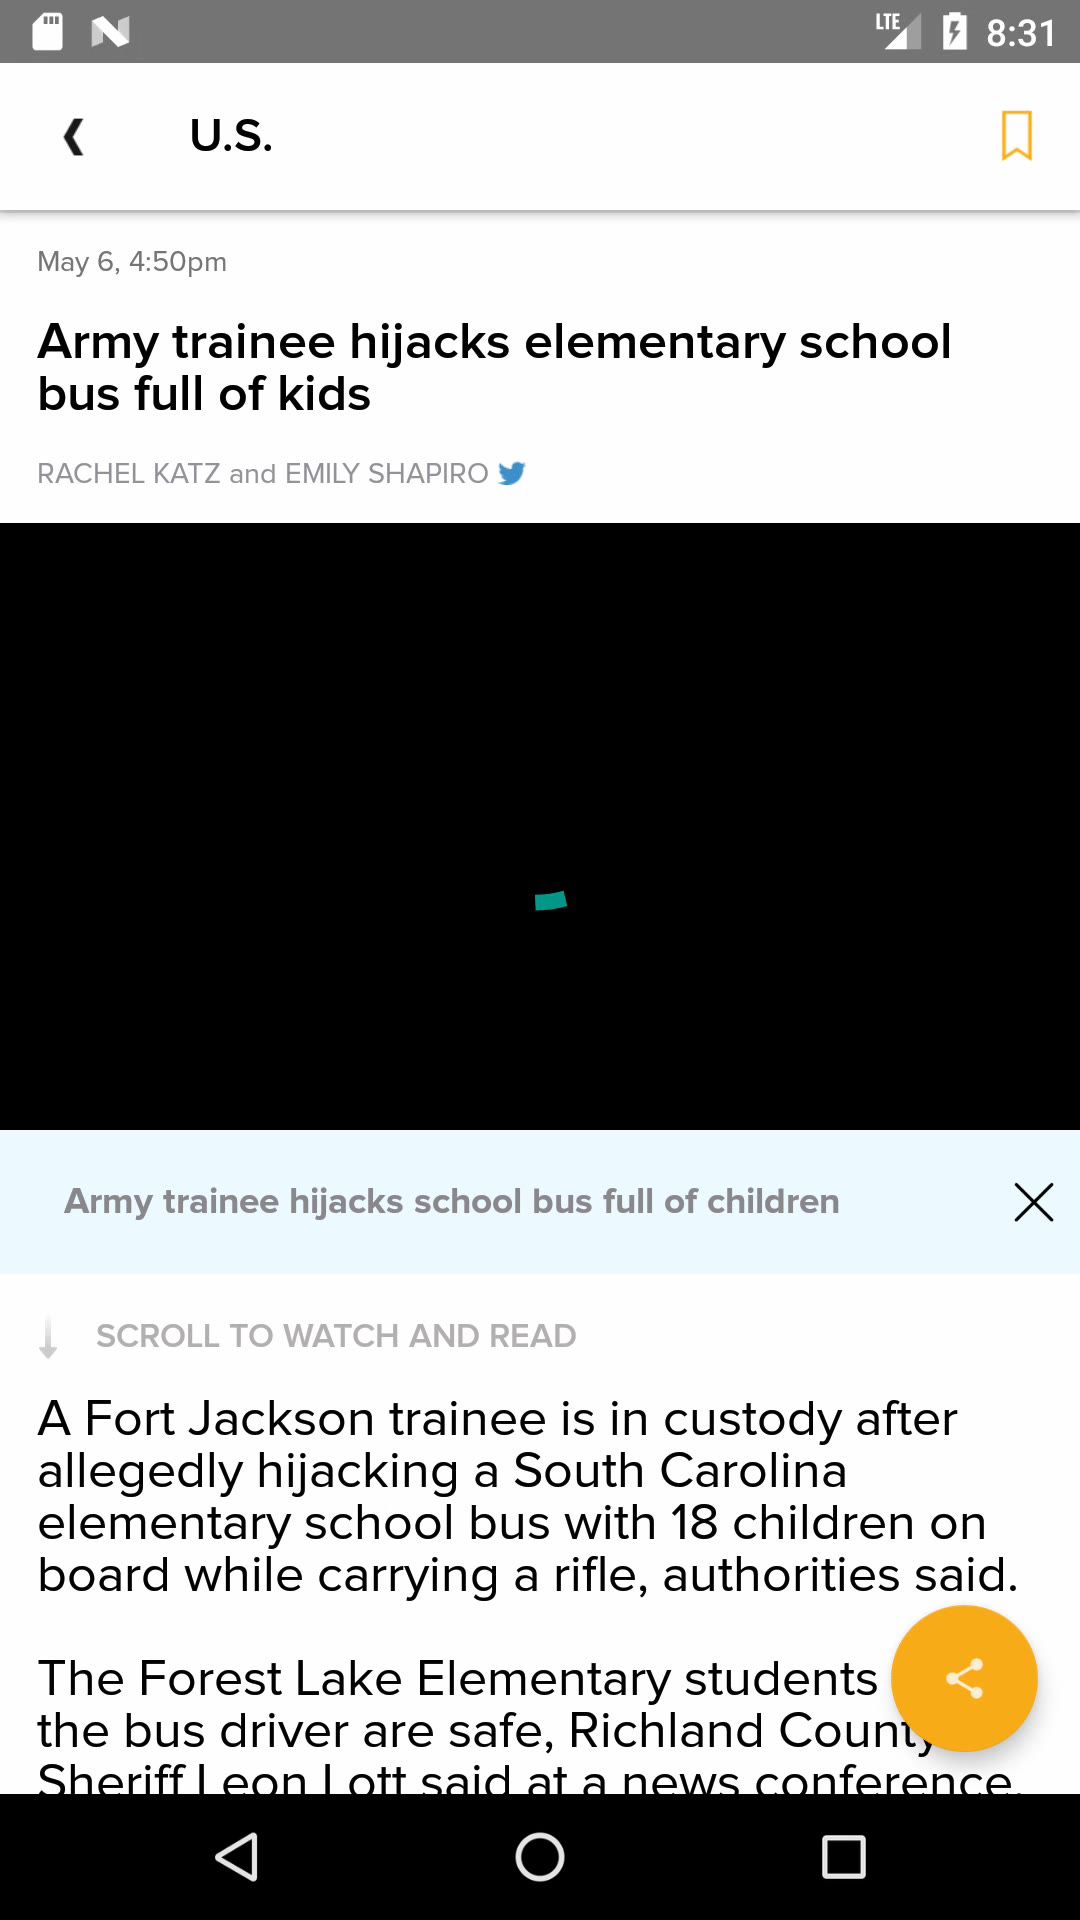 LTE 8:31
U.S.
May 6, 4:50pm
Army trainee hijacks elementary school
bus full of kids
RACHEL KATZ and EMILY SHAPIRO
Army trainee hijacks school bus full of children
SCROLL TO WATCH AND READ
A Fort Jackson trainee is in custody after
allegedly hijacking a South Carolina
elementary school bus with 18 children on
board while carrying a rifle, authorities said.
The Forest Lake Elementary students
the bus driver are safe, Richland County
Sheriff Leon Lott said at a news conference.